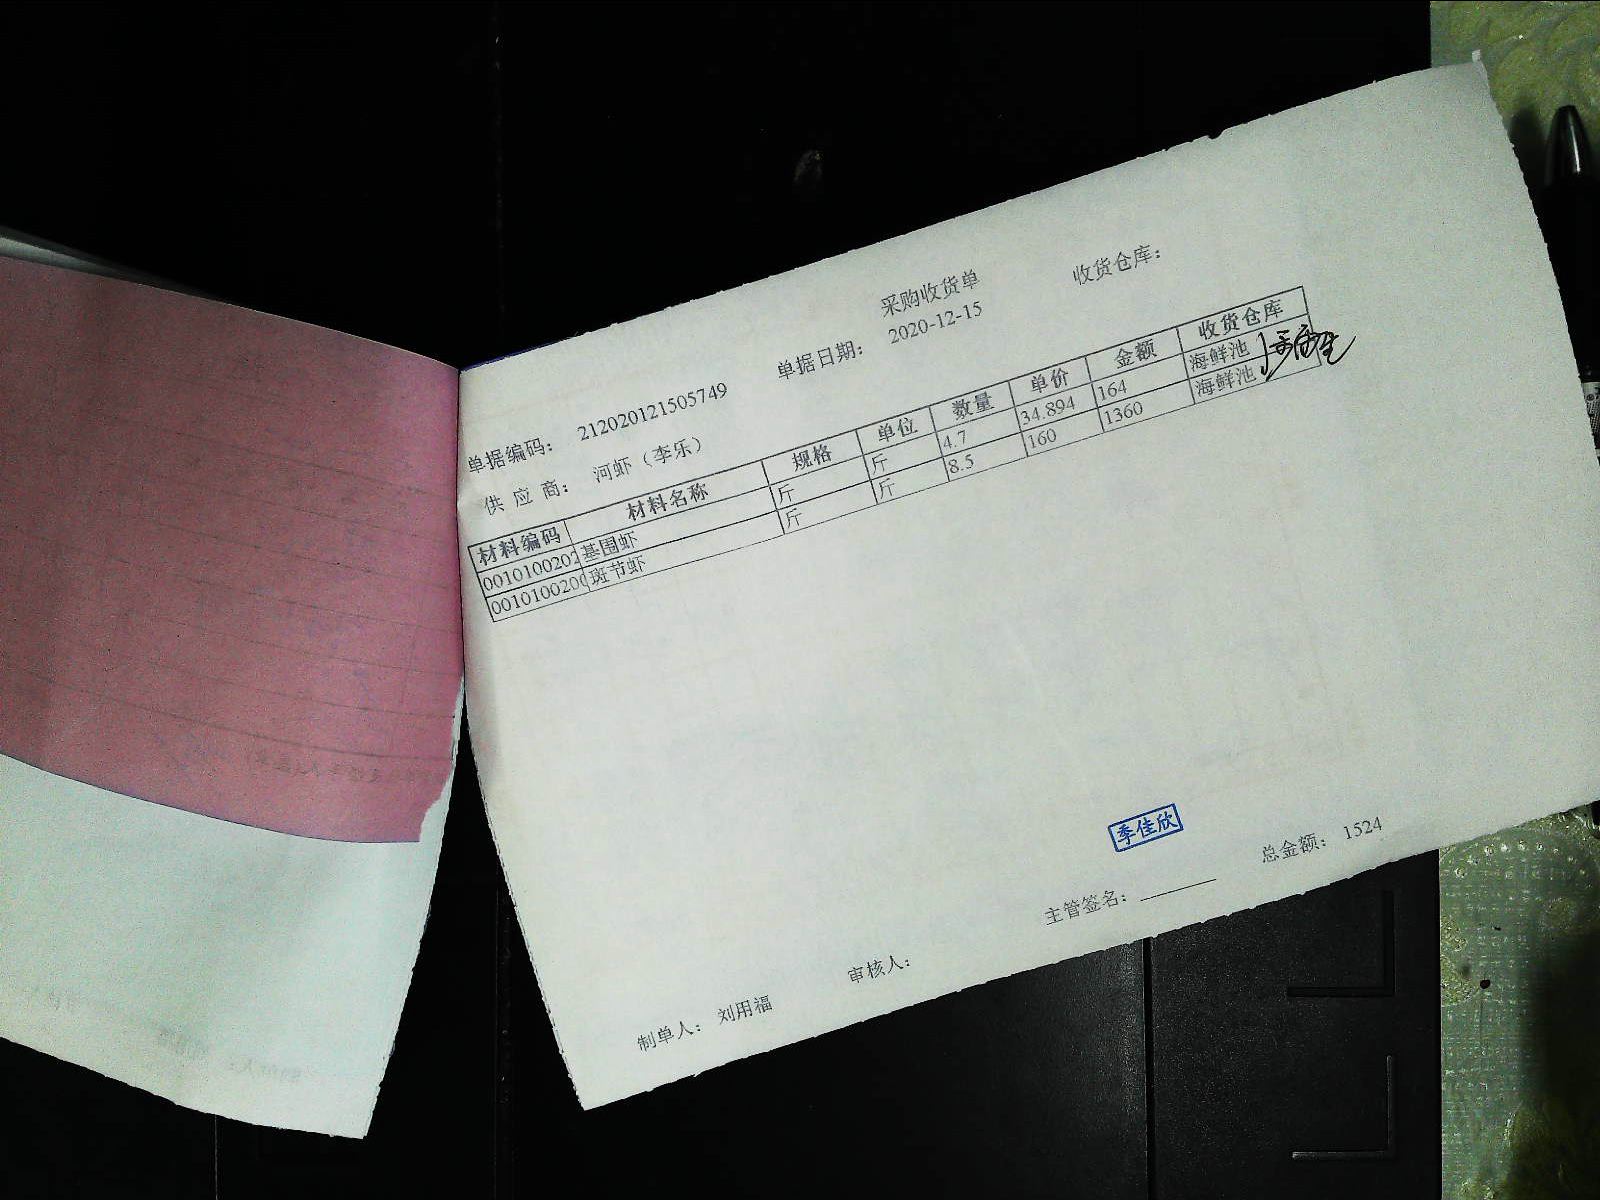 采购收货单
收货仓库：
单据编码： 212020121505749 单据日期： 2020-12-15
供 应 商： 河虾（李乐）
材料编码 材料名称 规格 单位 数量 单价 金额 收货仓库
0010100202 基围虾 斤 斤 4.7 34.894 164 海鲜池
0010100200 斑节虾 斤 斤 8.5 160 1360 海鲜池
季佳欣
制单人： 刘用福 审核人： 主管签名： 总金额： 1524